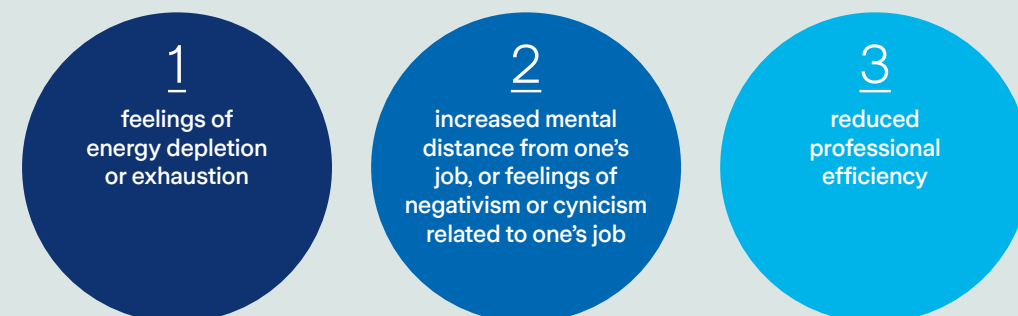 1
feelings of
energy depletion
or exhaustion
2
increased mental
distance from one’s
job, or feelings of
negativism or cynicism
related to one’s job
3
reduced
professional
efficiency